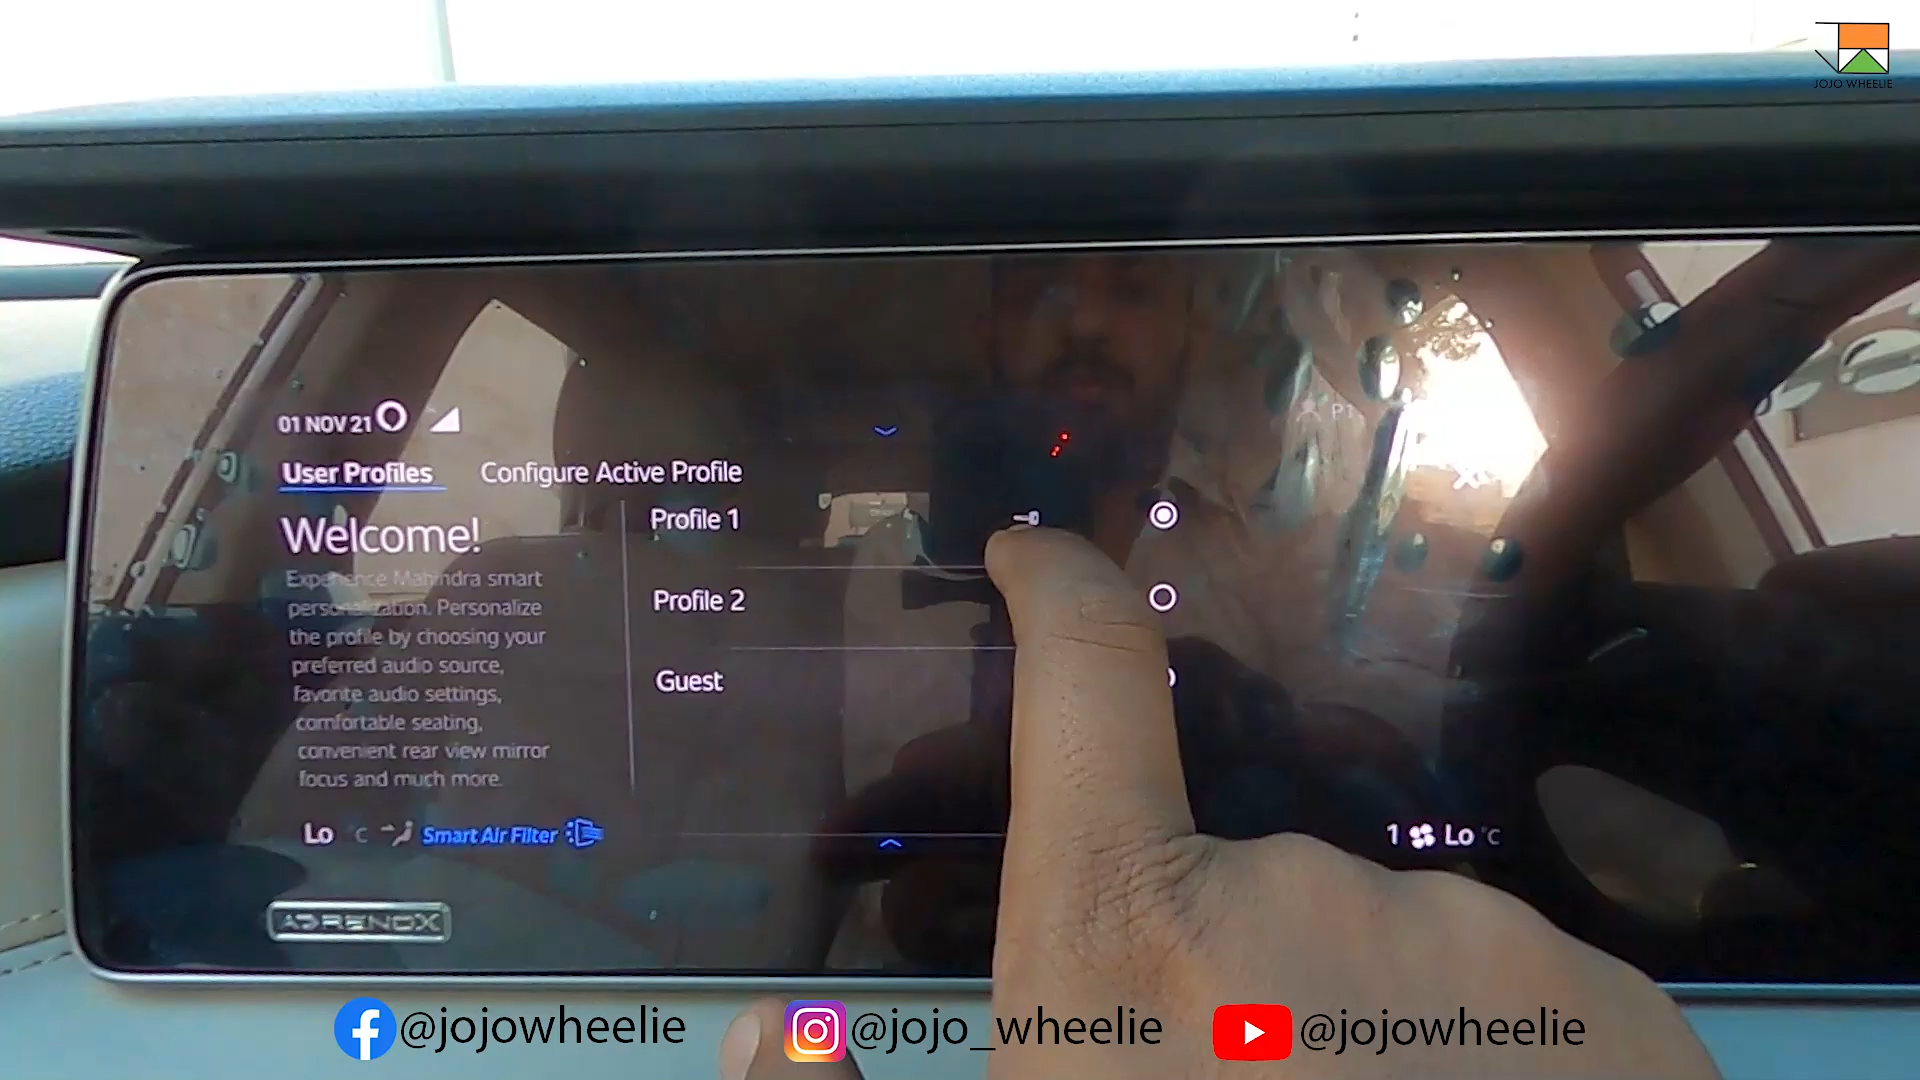 JOJO WHEELIE
01 NOV 21
P1
User Profiles
Configure Active Profile
Welcome!
Experience Mahindra smart
personalization. Personalize
the profile by choosing your
preferred audio source,
favorite audio settings,
comfortable seating,
convenient rear view mirror
focus and much more.
Profile 1
Profile 2
Guest
Lo °C
Smart Air Filter
1 Lo °C
ADRENOX
@jojowheelie
@jojo_wheelie
@jojowheelie